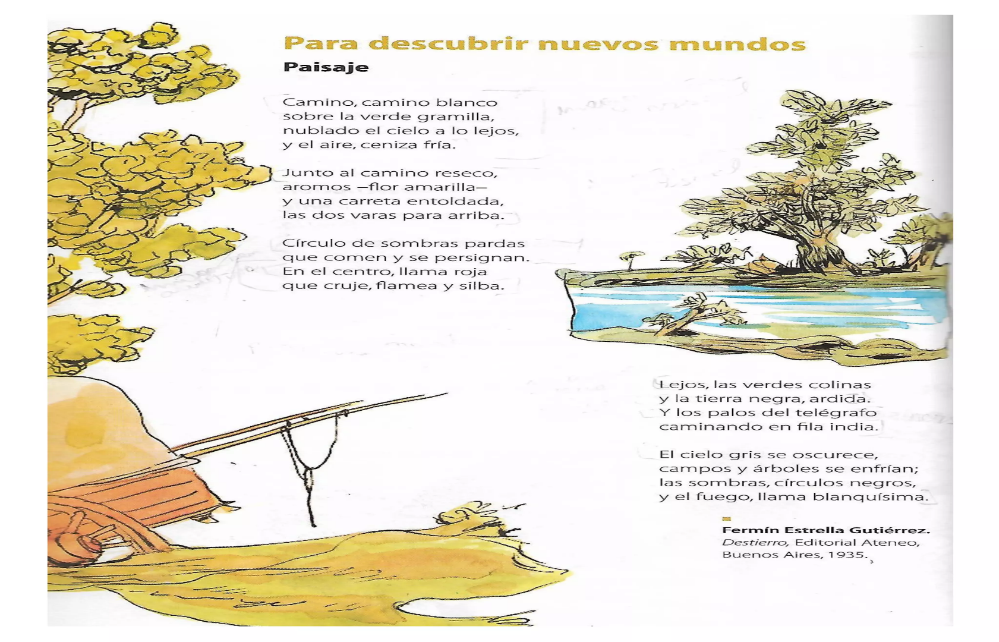 Para descubrir nuevos mundos
Paisaje
Camino, camino blanco
sobre la verde gramilla,
nublado el cielo a lo lejos,
y el aire, ceniza fría.
Junto al camino reseco,
aromos —flor amarilla—
y una carreta entoldada,
las dos varas para arriba.
Círculo de sombras pardas
que comen y se persignan.
En el centro, llama roja
que cruje, flamea y silba.
Lejos, las verdes colinas
y la tierra negra, ardida.
Y los palos del telégrafo
caminando en fila india.
El cielo gris se oscurece,
campos y árboles se enfrían;
las sombras, círculos negros,
y el fuego, llama blanquísima.
Fermín Estrella Gutiérrez.
Destierro, Editorial Ateneo,
Buenos Aires, 1935.